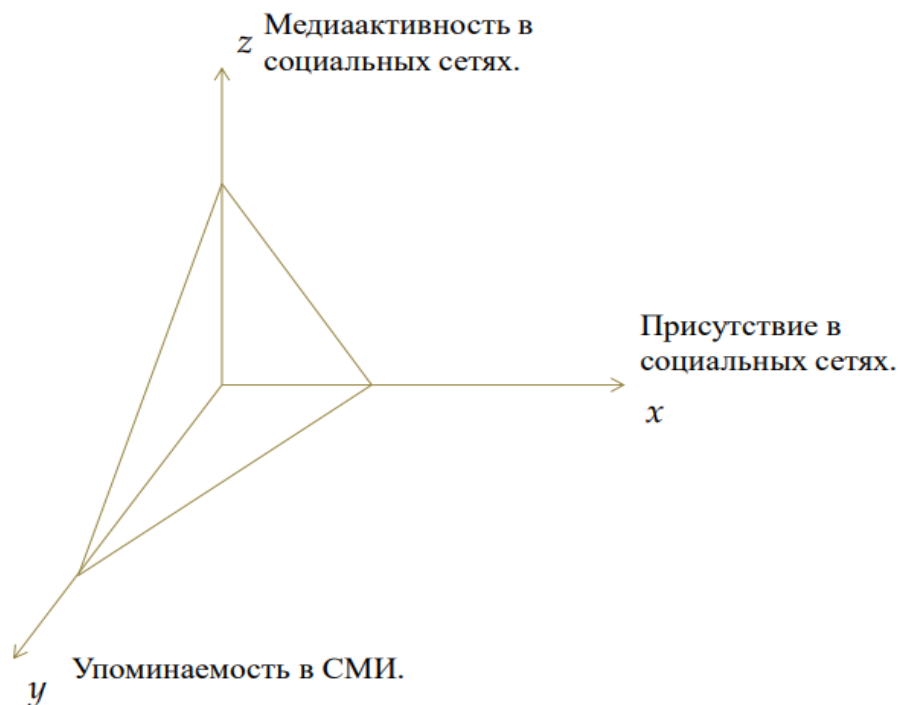 z
Медиаактивность в
социальных сетях.
Присутствие в
социальных сетях.
x
Упоминаемость в СМИ.
y